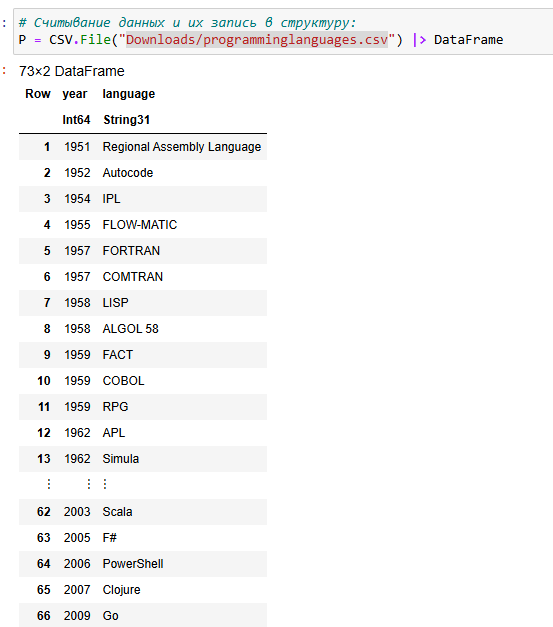 : # Считывание данных и их запись в структуру:
P = CSV.File("Downloads/programminglanguages.csv") |> DataFrame
: 73×2 DataFrame
Row year language
Int64 String31
1 1951 Regional Assembly Language
2 1952 Autocode
3 1954 IPL
4 1955 FLOW-MATIC
5 1957 FORTRAN
6 1957 COMTRAN
7 1958 LISP
8 1958 ALGOL 58
9 1959 FACT
10 1959 COBOL
11 1959 RPG
12 1962 APL
13 1962 Simula
⋮ ⋮ ⋮
62 2003 Scala
63 2005 F#
64 2006 PowerShell
65 2007 Clojure
66 2009 Go